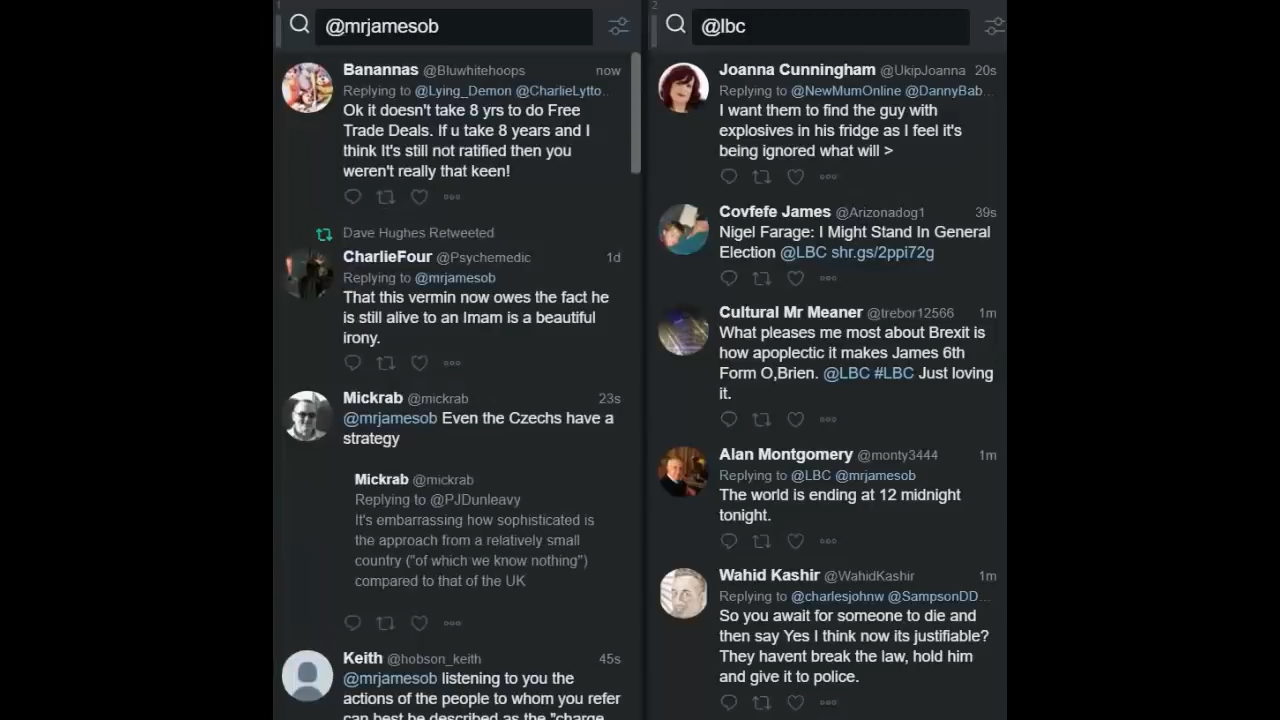 1
@mrjamesob
Banannas @Bluwhitehoops now
Replying to @Lying_Demon @CharlieLytto..
Ok it doesn't take 8 yrs to do Free
Trade Deals. If u take 8 years and I
think It's still not ratified then you
weren't really that keen!
Dave Hughes Retweeted
CharlieFour @Psychemedic 1d
Replying to @mrjamesob
That this vermin now owes the fact he
is still alive to an Imam is a beautiful
irony.
Mickrab @mickrab 23s
@mrjamesob Even the Czechs have a
strategy
Mickrab @mickrab
Replying to @PJDunleavy
It's embarrassing how sophisticated is
the approach from a relatively small
country ("of which we know nothing")
compared to that of the UK
Keith @hobson_keith 45s
@mrjamesob listening to you the
actions of the people to whom you refer
can best be described as the "charge
2
@lbc
Joanna Cunningham @UkipJoanna 20s
Replying to @NewMumOnline @DannyBab...
I want them to find the guy with
explosives in his fridge as I feel it's
being ignored what will >
Covfefe James @Arizonadog1 39s
Nigel Farage: I Might Stand In General
Election @LBC shr.gs/2ppi72g
Cultural Mr Meaner @trebor12566 1m
What pleases me most about Brexit is
how apoplectic it makes James 6th
Form O,Brien. @LBC #LBC Just loving
it.
Alan Montgomery @monty3444 1m
Replying to @LBC @mrjamesob
The world is ending at 12 midnight
tonight.
Wahid Kashir @WahidKashir 1m
Replying to @charlesjohnw @SampsonDD...
So you await for someone to die and
then say Yes I think now its justifiable?
They havent break the law, hold him
and give it to police.